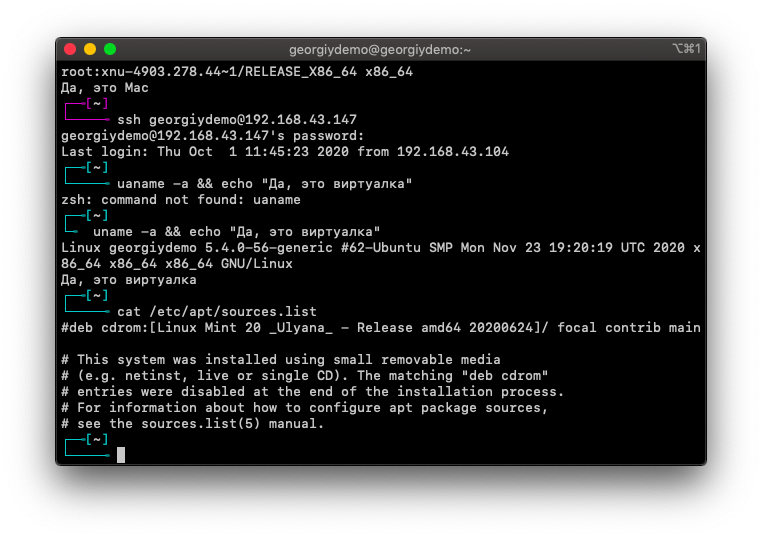 georgiydemo@georgiydemo:~
⌥⌘1
root:xnu-4903.278.44~1/RELEASE_X86_64 x86_64
Да, это Mac
[~]
ssh georgiydemo@192.168.43.147
georgiydemo@192.168.43.147's password:
Last login: Thu Oct  1 11:45:23 2020 from 192.168.43.104
[~]
uaname -a && echo "Да, это виртуалка"
zsh: command not found: uaname
[~]
uname -a && echo "Да, это виртуалка"
Linux georgiydemo 5.4.0-56-generic #62-Ubuntu SMP Mon Nov 23 19:20:19 UTC 2020 x
86_64 x86_64 x86_64 GNU/Linux
Да, это виртуалка
[~]
cat /etc/apt/sources.list
#deb cdrom:[Linux Mint 20 _Ulyana_ - Release amd64 20200624]/ focal contrib main
# This system was installed using small removable media
# (e.g. netinst, live or single CD). The matching "deb cdrom"
# entries were disabled at the end of the installation process.
# For information about how to configure apt package sources,
# see the sources.list(5) manual.
[~]